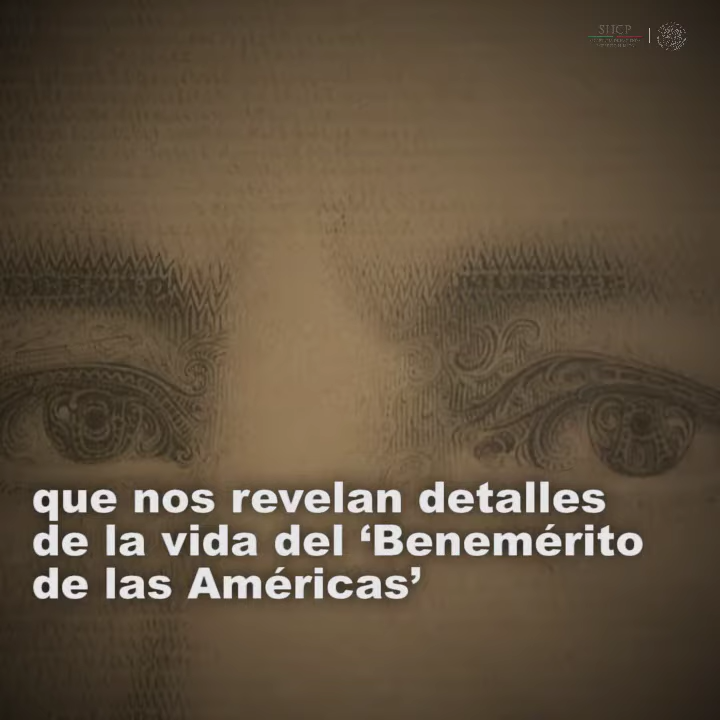 SHCP
que nos revelan detalles
de la vida del ‘Benemérito
de las Américas’